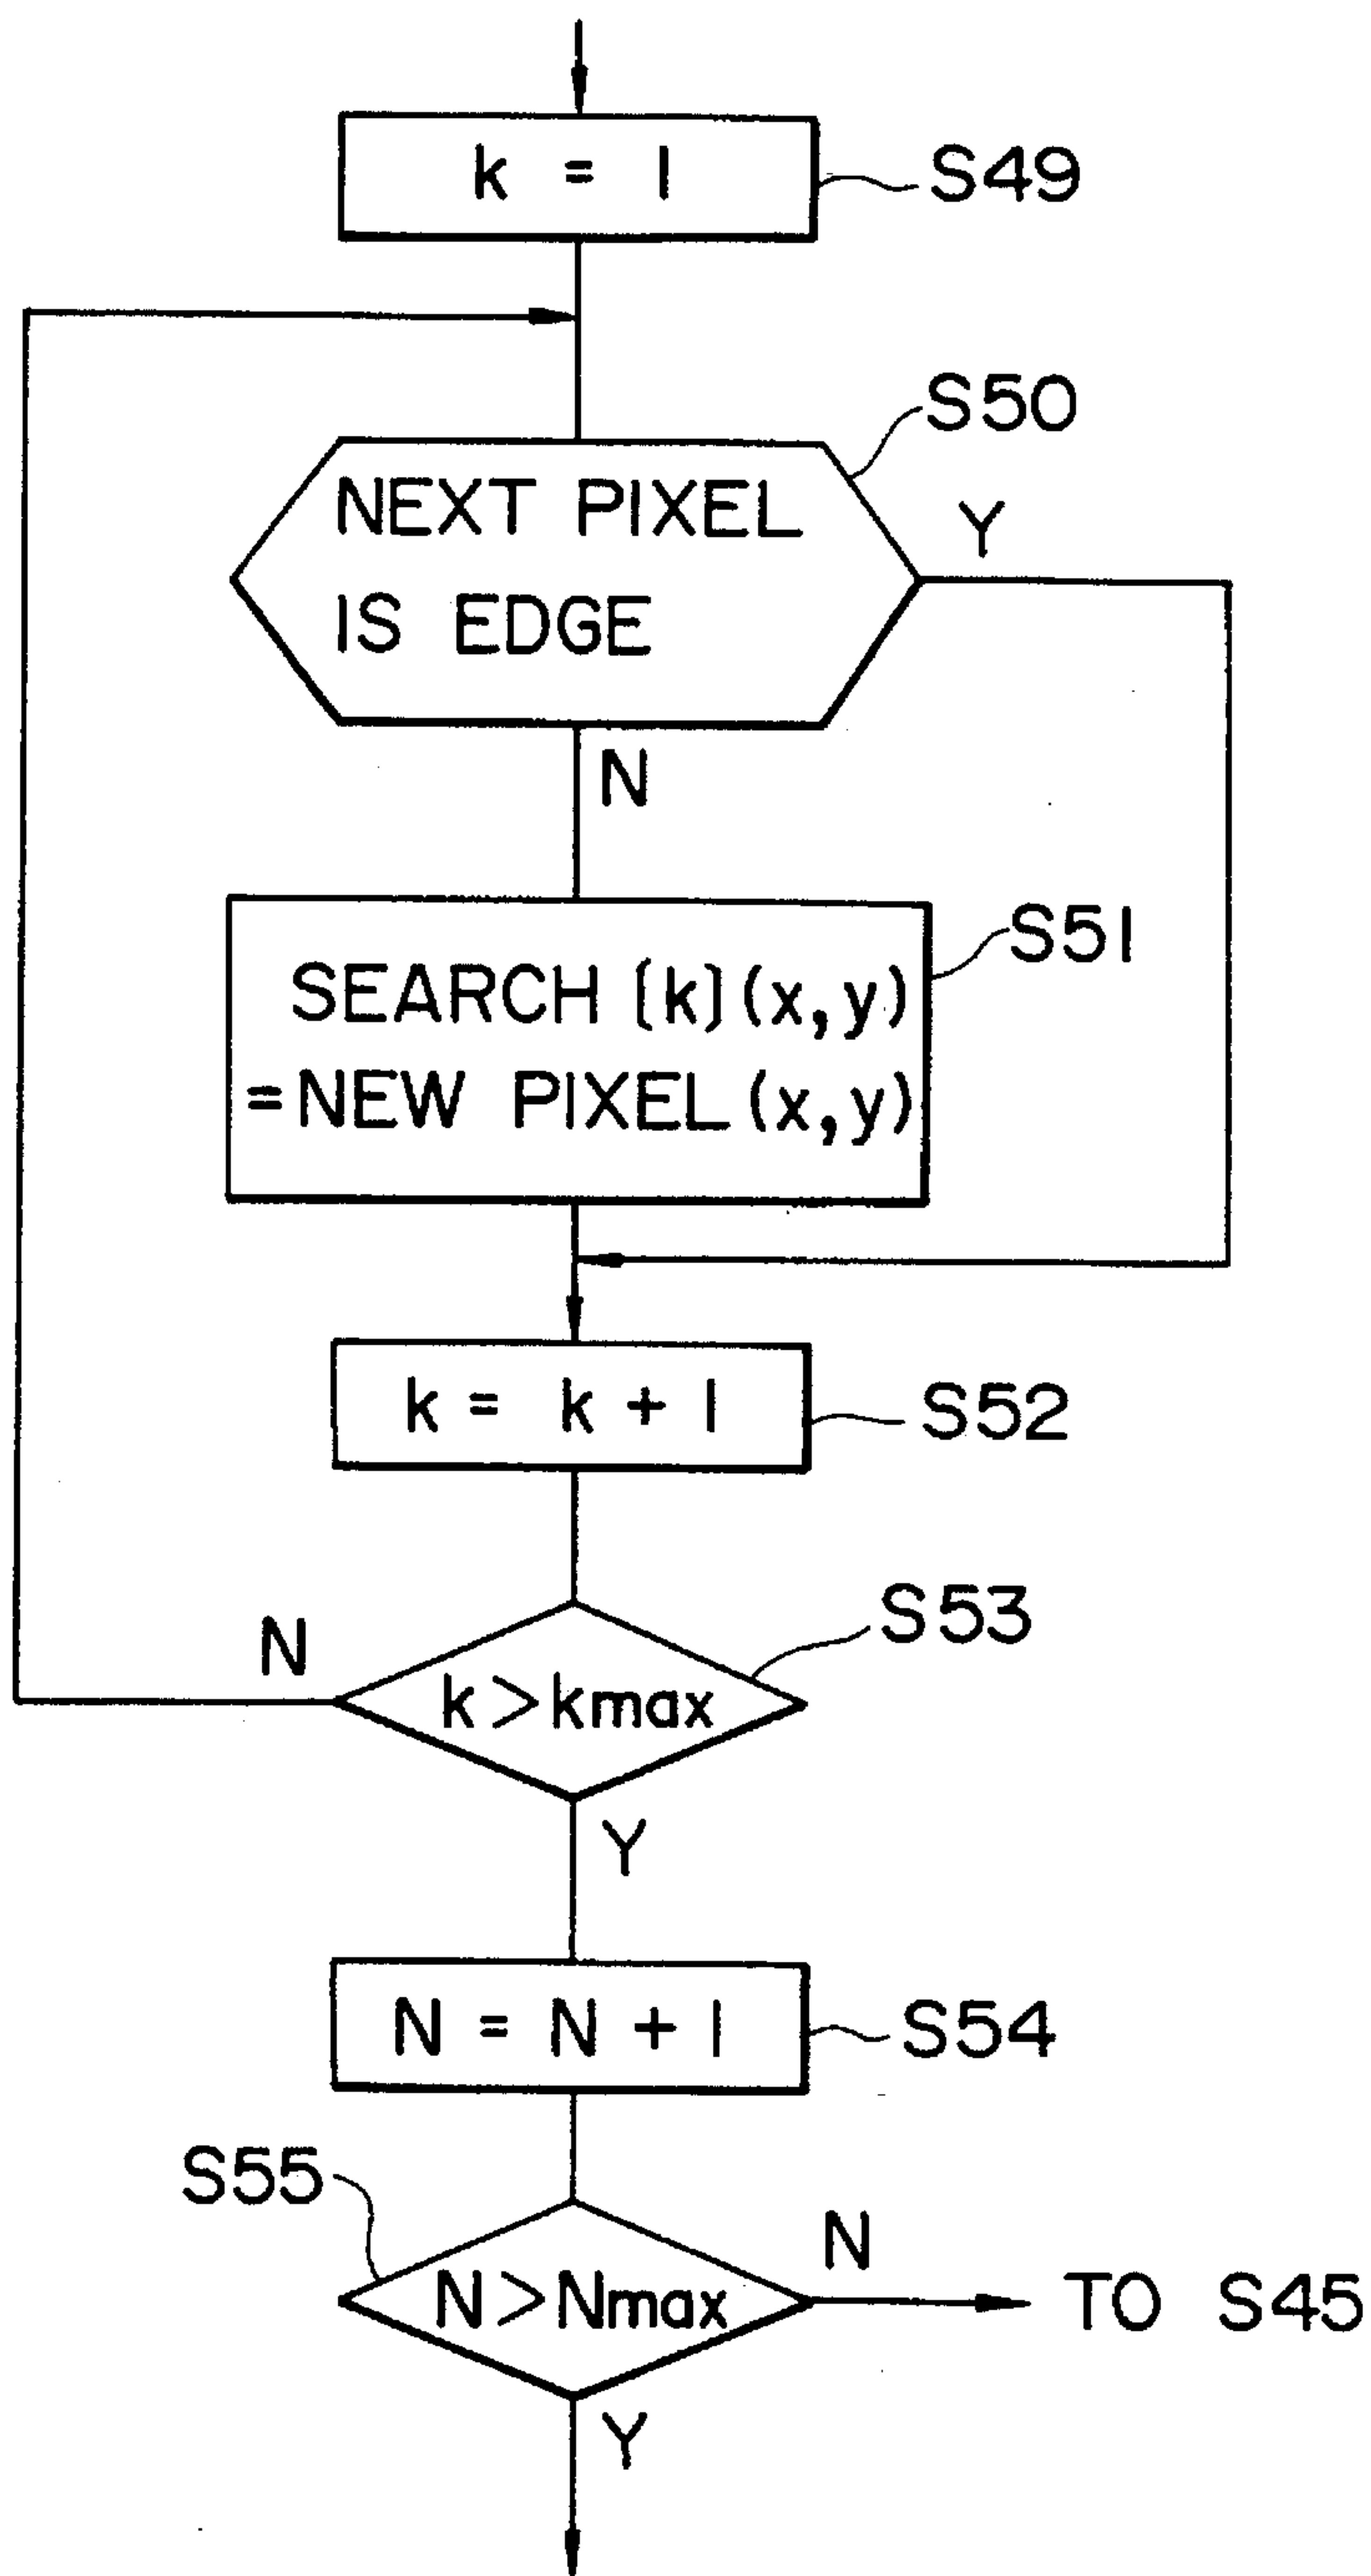 k = 1
S49
S50
NEXT PIXEL
IS EDGE
Y
N
S51
SEARCH [k] (x, y)
= NEW PIXEL (x, y)
k = k + 1
S52
S53
N
k > kmax
Y
N = N + 1
S54
S55
N
N > Nmax
TO S45
Y